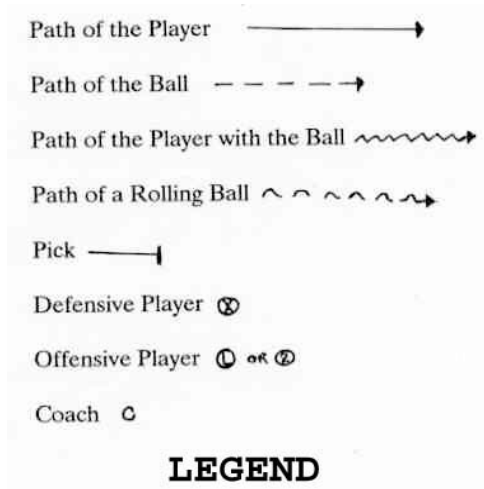 Path of the Player
Path of the Ball
Path of the Player with the Ball
Path of a Rolling Ball
Pick
Defensive Player X
Offensive Player 1 OR 2
Coach C
LEGEND